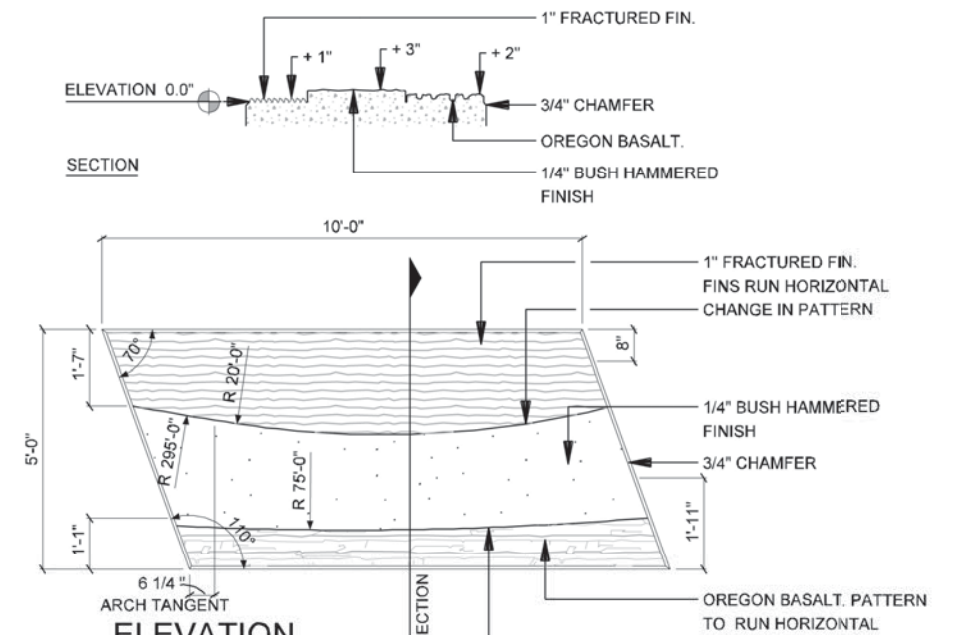 1" FRACTURED FIN.
+ 1"
+ 3"
+ 2"
ELEVATION 0.0"
3/4" CHAMFER
OREGON BASALT.
SECTION
1/4" BUSH HAMMERED
FINISH
10'-0"
1" FRACTURED FIN.
FINS RUN HORIZONTAL
CHANGE IN PATTERN
8"
70°
1'-7"
R 20'-0"
1/4" BUSH HAMMERED
FINISH
R 295'-0"
5'-0"
3/4" CHAMFER
R 75'-0"
1'-11"
110°
1'-1"
6 1/4"
ARCH TANGENT
OREGON BASALT. PATTERN
TO RUN HORIZONTAL
ECTION
ELEVATION